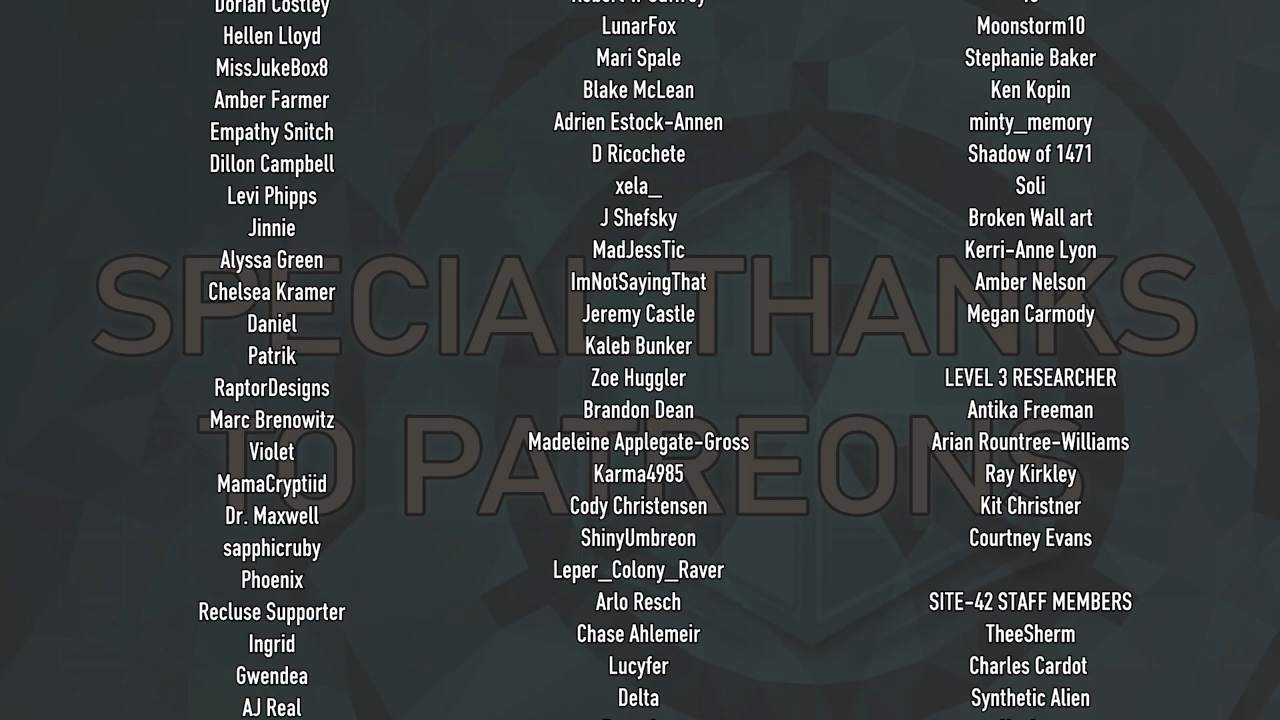 Dorian Costley
Hellen Lloyd
MissJukeBox8
Amber Farmer
Empathy Snitch
Dillon Campbell
Levi Phipps
Jinnie
Alyssa Green
Chelsea Kramer
Daniel
Patrik
RaptorDesigns
Marc Brenowitz
Violet
MamaCryptiid
Dr. Maxwell
sapphicruby
Phoenix
Recluse Supporter
Ingrid
Gwendea
AJ Real
LunarFox
Mari Spale
Blake McLean
Adrien Estock-Annen
D Ricochete
xela_
J Shefsky
MadJessTic
ImNotSayingThat
Jeremy Castle
Kaleb Bunker
Zoe Huggler
Brandon Dean
Madeleine Applegate-Gross
Karma4985
Cody Christensen
ShinyUmbreon
Leper_Colony_Raver
Arlo Resch
Chase Ahlemeir
Lucyfer
Delta
Moonstorm10
Stephanie Baker
Ken Kopin
minty_memory
Shadow of 1471
Soli
Broken Wall art
Kerri-Anne Lyon
Amber Nelson
Megan Carmody
LEVEL 3 RESEARCHER
Antika Freeman
Arian Rountree-Williams
Ray Kirkley
Kit Christner
Courtney Evans
SITE-42 STAFF MEMBERS
TheeSherm
Charles Cardot
Synthetic Alien
SPECIAL THANKS
TO PATREONS